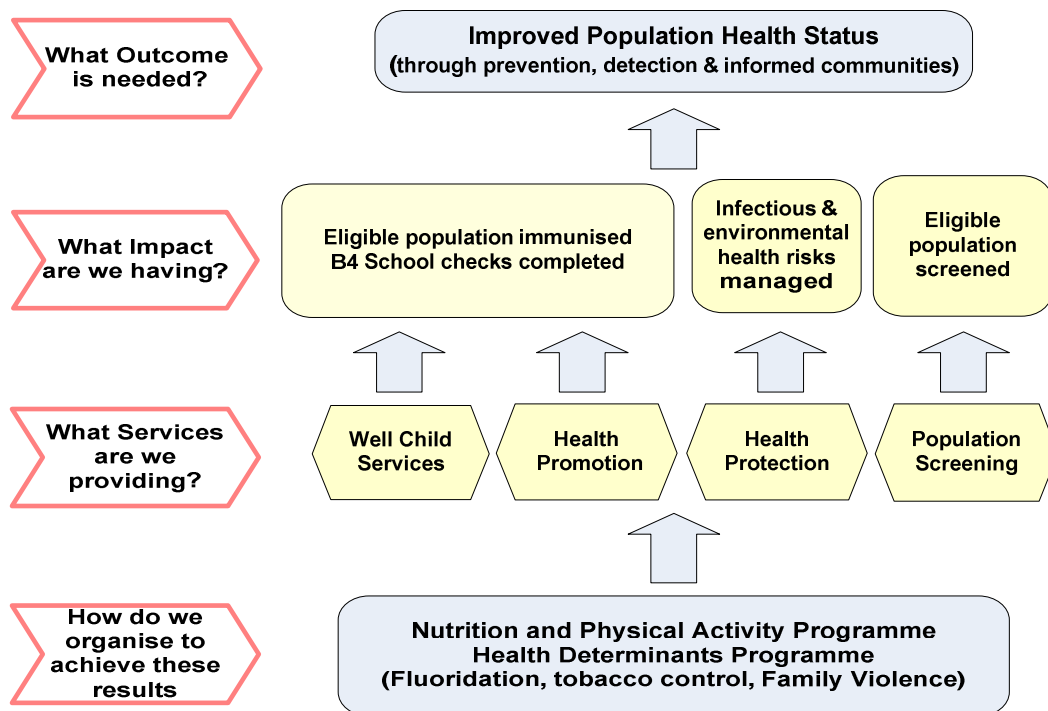 What Outcome
is needed?
Improved Population Health Status
(through prevention, detection & informed communities)
What Impact
are we having?
Eligible population immunised
B4 School checks completed
Infectious &
environmental
health risks
managed
Eligible
population
screened
What Services
are we
providing?
Well Child
Services
Health
Promotion
Health
Protection
Population
Screening
How do we
organise to
achieve these
results
Nutrition and Physical Activity Programme
Health Determinants Programme
(Fluoridation, tobacco control, Family Violence)